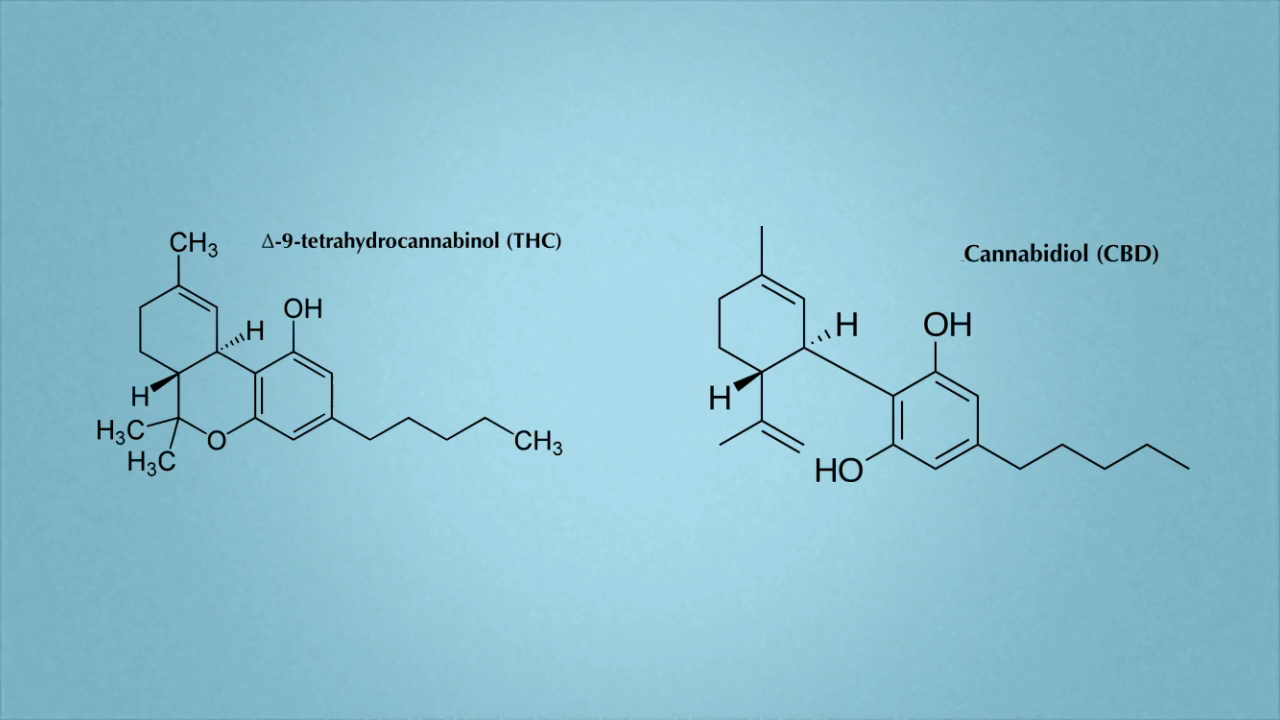 Δ-9-tetrahydrocannabinol (THC)
CH₃
OH
H
H
H₃C
O
H₃C
CH₃
Cannabidiol (CBD)
H
OH
H
HO